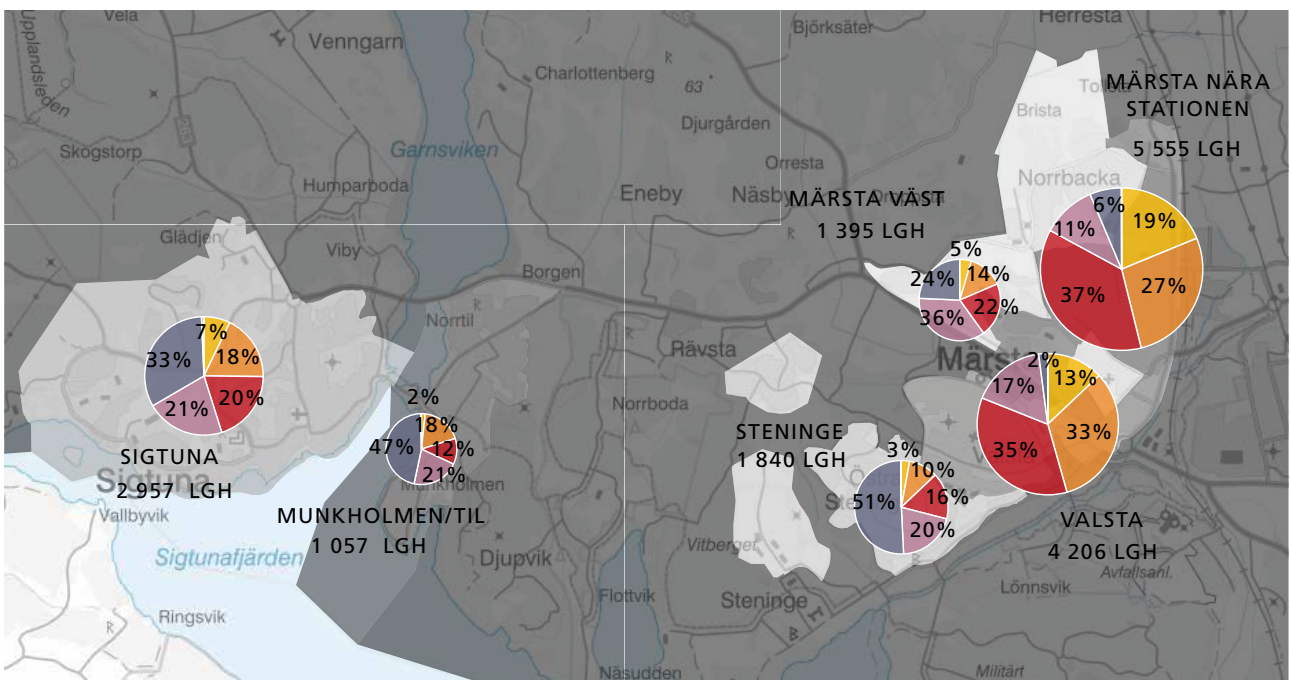 Vela
Upplandsleden
Venngarn
Skogstorp
263
Charlottenberg
63
Djurgården
Björksäter
Herresta
Brista
MÄRSTA NÄRA
STATIONEN
5 555 LGH
Garnsviken
Humparboda
Eneby
Näsby
Orresta
Norrbacka
MÄRSTA VÄST
1 395 LGH
Glädjen
Viby
Borgen
Norrtil
Rävsta
Norrboda
Märsta
6%
19%
11%
37%
27%
5%
24%
14%
36%
22%
7%
33%
18%
21%
20%
SIGTUNA
2 957 LGH
Sigtuna
Vallbyvik
Sigtunafjärden
Ringsvik
2%
18%
47%
12%
21%
Munkholmen
MUNKHOLMEN/TIL
1 057 LGH
Djupvik
Flottvik
Näsudden
STENINGE
1 840 LGH
3%
10%
51%
16%
20%
Vitberget
Steninge
2%
17%
13%
35%
33%
VALSTA
4 206 LGH
Avfallsanl.
Lönnsvik
Militärt